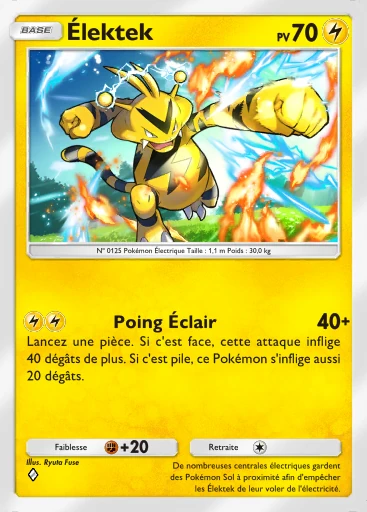 BASE Élektek PV 70
N° 0125 Pokémon Électrique Taille : 1,1 m Poids : 30,0 kg
Poing Éclair 40+
Lancez une pièce. Si c'est face, cette attaque inflige
40 dégâts de plus. Si c'est pile, ce Pokémon s'inflige aussi
20 dégâts.
Faiblesse +20 Retraite
Illus. Ryuta Fuse
De nombreuses centrales électriques gardent
des Pokémon Sol à proximité afin d'empêcher
les Élektek de leur voler de l'électricité.